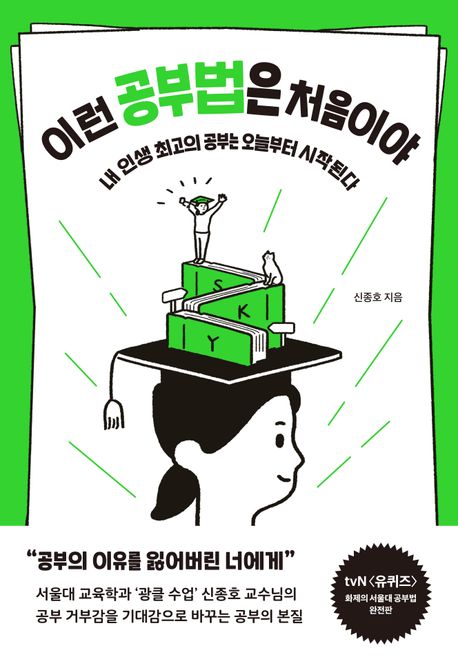 이런 공부법은 처음이야
내 인생 최고의 공부는 오늘부터 시작된다
신종호 지음
S
K
Y
“공부의 이유를 잃어버린 너에게”
서울대 교육학과 ‘광클 수업’ 신종호 교수님의
공부 거부감을 기대감으로 바꾸는 공부의 본질
tvN 〈유퀴즈〉
화제의 서울대 공부법
완전판